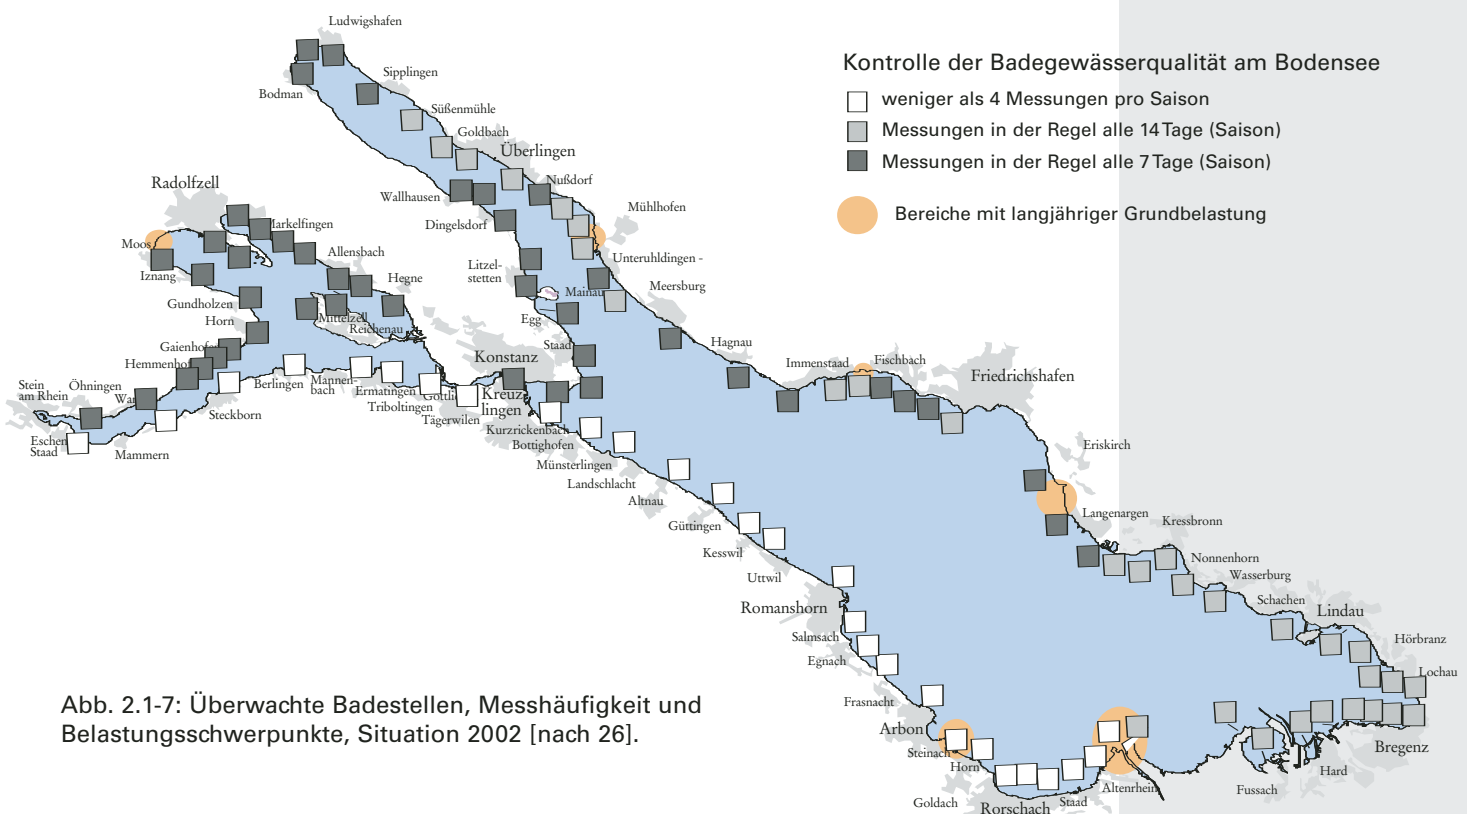 Kontrolle der Badegewässerqualität am Bodensee
weniger als 4 Messungen pro Saison
Messungen in der Regel alle 14 Tage (Saison)
Messungen in der Regel alle 7 Tage (Saison)
Bereiche mit langjähriger Grundbelastung
Ludwigshafen
Sipplingen
Bodman
Süßenmühle
Goldbach
Überlingen
Nußdorf
Wallhausen
Radolfzell
Mühlhofen
Dingelsdorf
Markelfingen
Moos
Allensbach
Unteruhldingen -
Litzel-
stetten
Iznang
Hegne
Meersburg
Mainau
Gundholzen
Mittelzell
Egg
Horn
Reichenau
Hagnau
Gaienhofen
Staad
Konstanz
Immenstaad
Fischbach
Hemmenhof
Friedrichshafen
Stein
am Rhein
Öhningen
Wa
Berlingen
Mannen-
bach
Ermatingen
Triboltingen
Gottli
Tägerwilen
Kreuz
lingen
Steckborn
Kurzrickenbach
Bottighofen
Eschen
Staad
Mammern
Münsterlingen
Landschlacht
Altnau
Eriskirch
Güttingen
Langenargen
Kressbronn
Kesswil
Nonnenhorn
Uttwil
Wasserburg
Romanshorn
Schachen
Lindau
Salmsach
Hörbranz
Egnach
Lochau
Frasnacht
Arbon
Steinach
Horn
Bregenz
Hard
Goldach
Rorschach
Staad
Altenrhein
Fussach
Abb. 2.1-7: Überwachte Badestellen, Messhäufigkeit und
Belastungsschwerpunkte, Situation 2002 [nach 26].